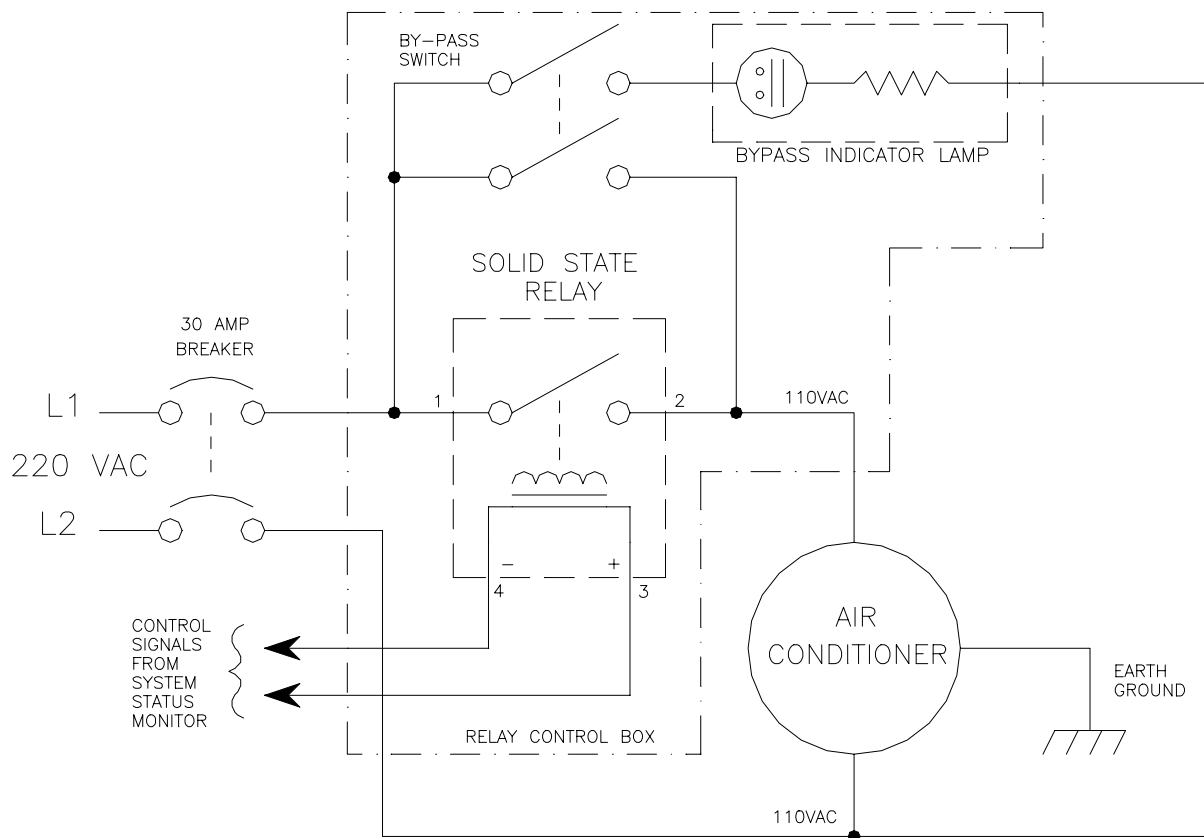 BY-PASS
SWITCH
BYPASS INDICATOR LAMP
SOLID STATE
RELAY
30 AMP
BREAKER
L1
1
2
110VAC
220 VAC
L2
-
+
4
3
CONTROL
SIGNALS
FROM
SYSTEM
STATUS
MONITOR
AIR
CONDITIONER
EARTH
GROUND
RELAY CONTROL BOX
110VAC